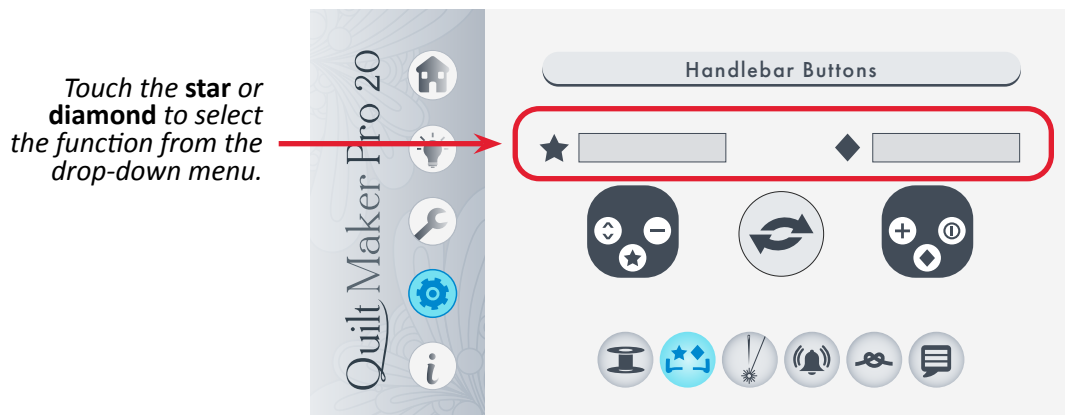 Touch the star or
diamond to select
the function from the
drop-down menu.
Quilt Maker Pro 20
Handlebar Buttons
i